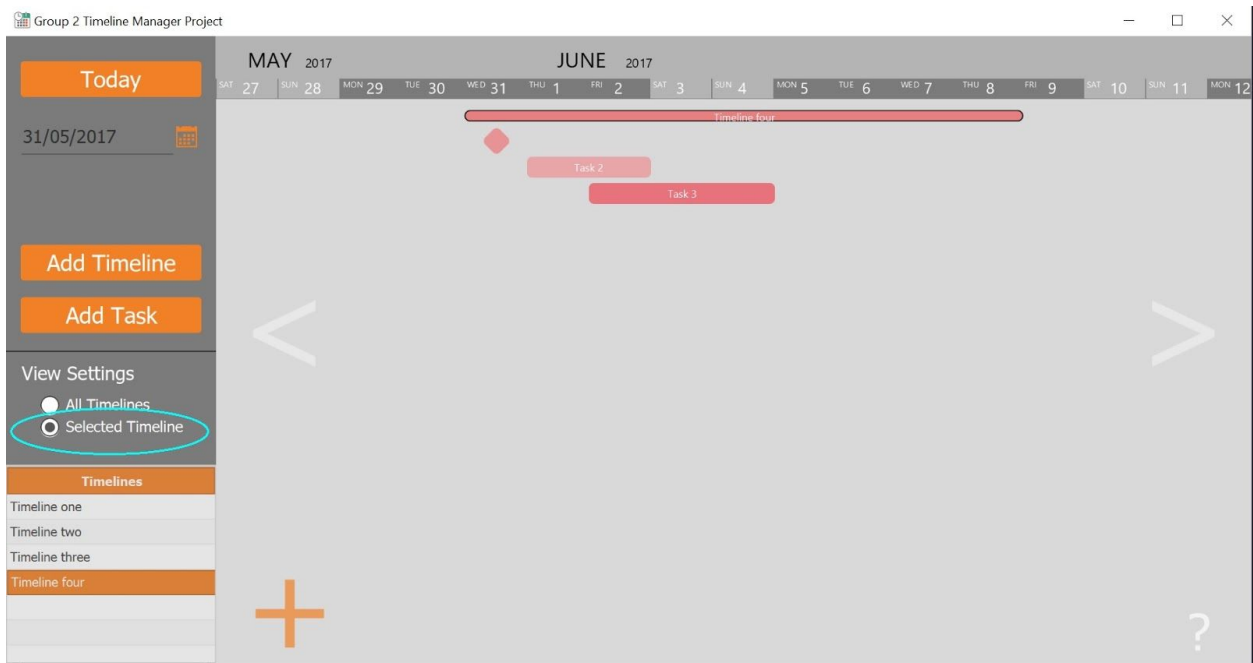 Group 2 Timeline Manager Project
Today
31/05/2017
Add Timeline
Add Task
View Settings
All Timelines
Selected Timeline
Timelines
Timeline one
Timeline two
Timeline three
Timeline four
MAY 2017 JUNE 2017
SAT 27 SUN 28 MON 29 TUE 30 WED 31 THU 1 FRI 2 SAT 3 SUN 4 MON 5 TUE 6 WED 7 THU 8 FRI 9 SAT 10 SUN 11 MON 12
Timeline four
Task 2
Task 3
< >
+
?